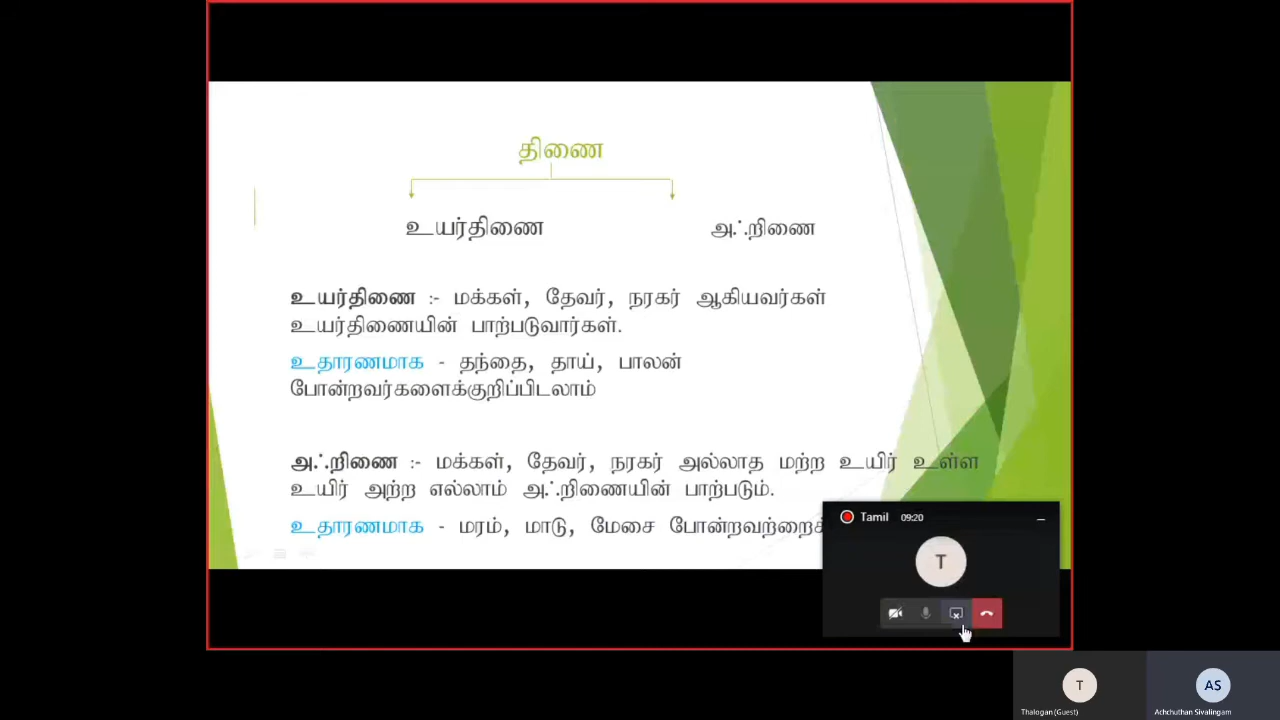 திணை
உயர்திணை அஃறிணை
உயர்திணை :- மக்கள், தேவர், நரகர் ஆகியவர்கள்
உயர்திணையின் பாற்படுவார்கள்.
உதாரணமாக - தந்தை, தாய், பாலன்
போன்றவர்களைக்குறிப்பிடலாம்
அஃறிணை :- மக்கள், தேவர், நரகர் அல்லாத மற்ற உயிர் உள்ள
உயிர் அற்ற எல்லாம் அஃறிணையின் பாற்படும்.
உதாரணமாக - மரம், மாடு, மேசை போன்றவற்றைக்
Tamil 09:20
T
T AS
Thalogan (Guest) Achchuthan Sivalingam